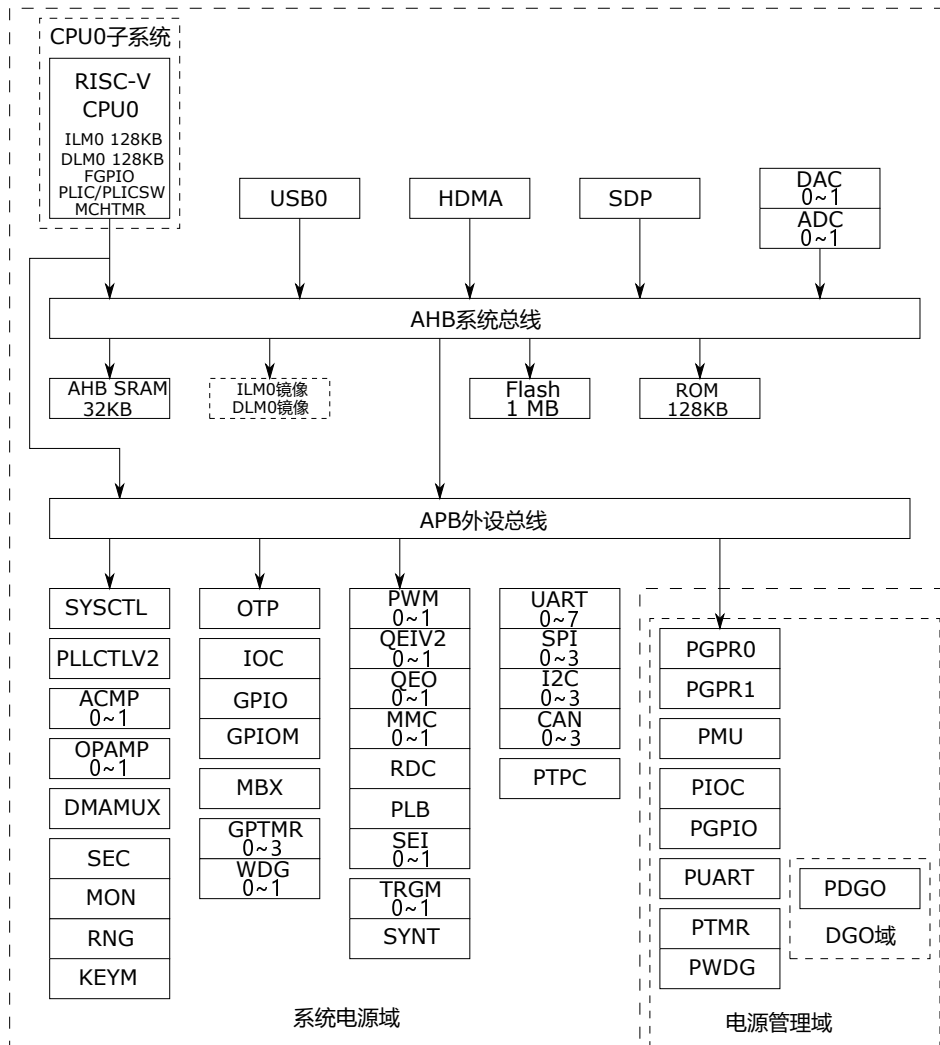 CPU0子系统
RISC-V
CPU0
ILM0 128KB
DLM0 128KB
FGPIO
PLIC/PLICSW
MCHTMR
USB0
HDMA
SDP
DAC
0~1
ADC
0~1
AHB系统总线
AHB SRAM
32KB
ILM0镜像
DLM0镜像
Flash
1 MB
ROM
128KB
APB外设总线
SYSCTL
PLLCTLV2
ACMP
0~1
OPAMP
0~1
DMAMUX
SEC
MON
RNG
KEYM
OTP
IOC
GPIO
GPIOM
MBX
GPTMR
0~3
WDG
0~1
PWM
0~1
QEIV2
0~1
QEO
0~1
MMC
0~1
RDC
PLB
SEI
0~1
TRGM
0~1
SYNT
UART
0~7
SPI
0~3
I2C
0~3
CAN
0~3
PTPC
PGPR0
PGPR1
PMU
PIOC
PGPIO
PUART
PTMR
PWDG
PDGO
DGO域
系统电源域
电源管理域